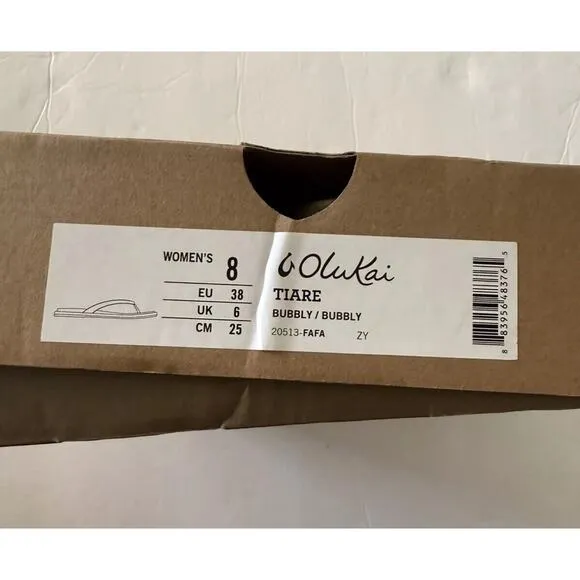 WOMEN'S 8
EU 38
UK 6
CM 25
OluKai
TIARE
BUBBLY / BUBBLY
20513-FAFA ZY
8 83956 48376 5